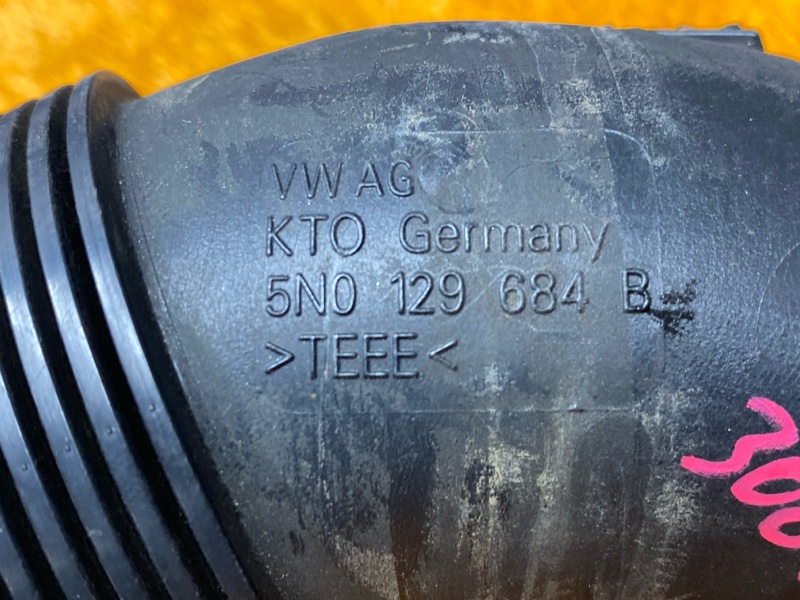 VW AG
KTO Germany
5N0 129 684 B
>TEEE<